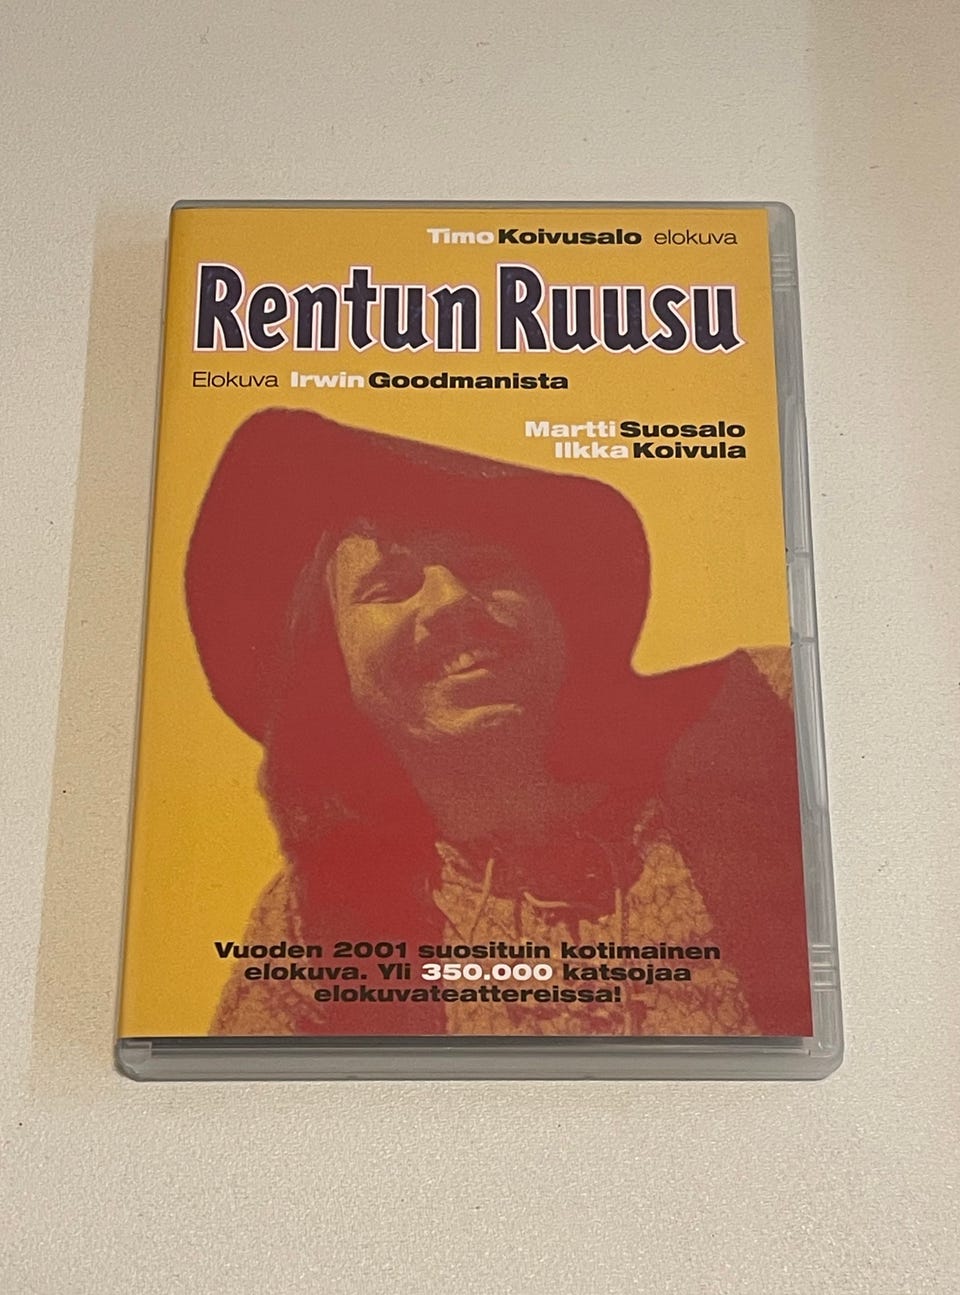 Timo Koivusalo elokuva
Rentun Ruusu
Elokuva Irwin Goodmanista
Martti Suosalo
Ilkka Koivula
Vuoden 2001 suosituin kotimainen
elokuva. Yli 350.000 katsojaa
elokuvateattereissa!